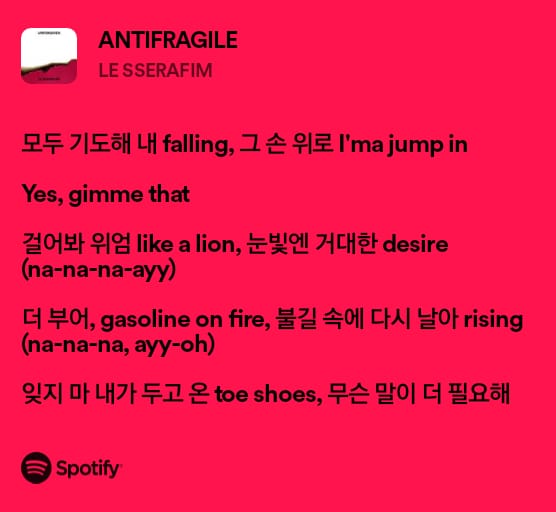 ANTIFRAGILE
LE SSERAFIM
모두 기도해 내 falling, 그 손 위로 I'ma jump in
Yes, gimme that
걸어봐 위엄 like a lion, 눈빛엔 거대한 desire
(na-na-na-ayy)
더 부어, gasoline on fire, 불길 속에 다시 날아 rising
(na-na-na, ayy-oh)
잊지 마 내가 두고 온 toe shoes, 무슨 말이 더 필요해
Spotify